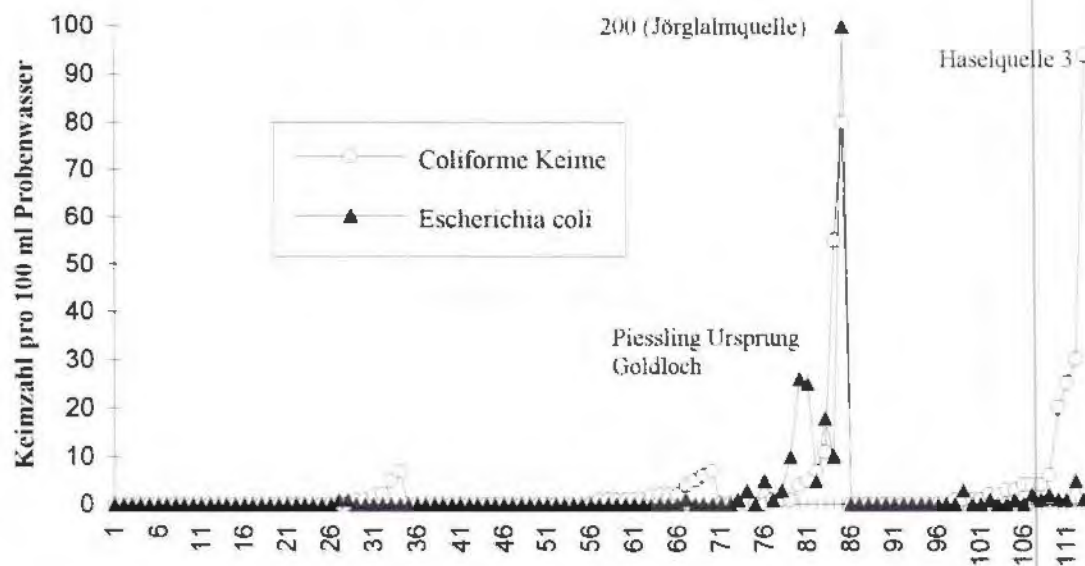 Keimzahl pro 100 ml Probenwasser
100
90
80
70
60
50
40
30
20
10
0
200 (Jörglalmquelle)
Haselquelle 3
Coliforme Keime
Escherichia coli
Piessling Ursprung
Goldloch
1 6 11 16 21 26 31 36 41 46 51 56 61 66 71 76 81 86 91 96 101 106 111